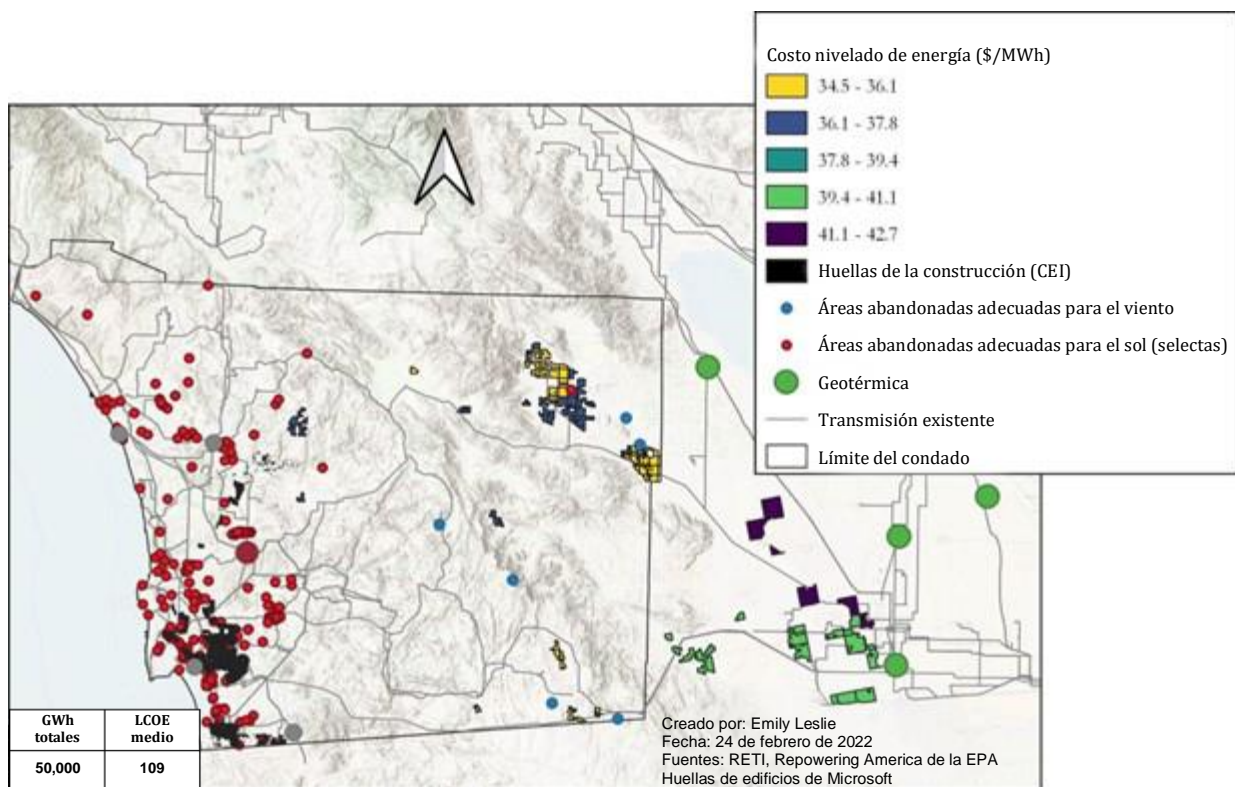 Costo nivelado de energía ($/MWh)
34.5 - 36.1
36.1 - 37.8
37.8 - 39.4
39.4 - 41.1
41.1 - 42.7
Huellas de la construcción (CEI)
Áreas abandonadas adecuadas para el viento
Áreas abandonadas adecuadas para el sol (selectas)
Geotérmica
Transmisión existente
Límite del condado
GWh totales LCOE medio
50,000 109
Creado por: Emily Leslie
Fecha: 24 de febrero de 2022
Fuentes: RETI, Repowering America de la EPA
Huellas de edificios de Microsoft